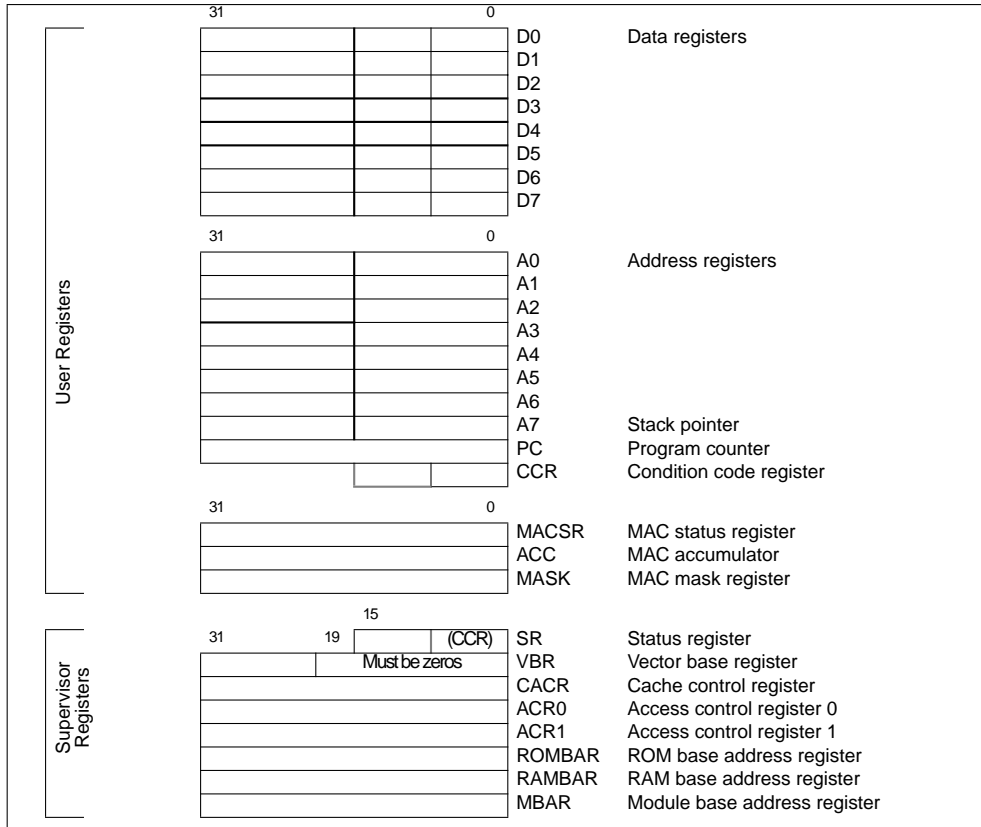 31 0
D0 Data registers
D1
D2
D3
D4
D5
D6
D7
31 0
A0 Address registers
A1
A2
A3
A4
A5
A6
A7 Stack pointer
PC Program counter
CCR Condition code register
User Registers
31 0
MACSR MAC status register
ACC MAC accumulator
MASK MAC mask register
15
31 19 (CCR) SR Status register
Must be zeros VBR Vector base register
CACR Cache control register
ACR0 Access control register 0
ACR1 Access control register 1
ROMBAR ROM base address register
RAMBAR RAM base address register
MBAR Module base address register
Supervisor
Registers